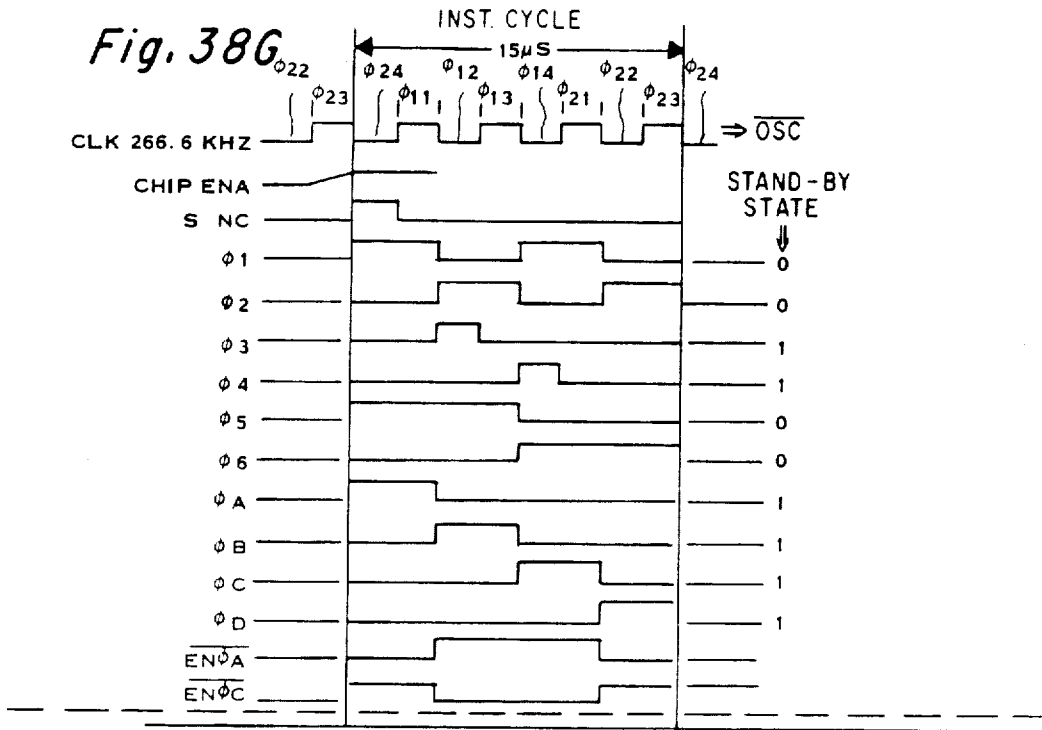 Fig. 38G
INST. CYCLE
15µS
ϕ22 ϕ23 ϕ24 ϕ11 ϕ12 ϕ13 ϕ14 ϕ21 ϕ22 ϕ23 ϕ24
CLK 266.6 KHZ ⇒ OSC
CHIP ENA
STAND-BY
STATE
⇓
S NC
ϕ1 0
ϕ2 0
ϕ3 1
ϕ4 1
ϕ5 0
ϕ6 0
ϕA 1
ϕB 1
ϕC 1
ϕD 1
ENϕA
ENϕC